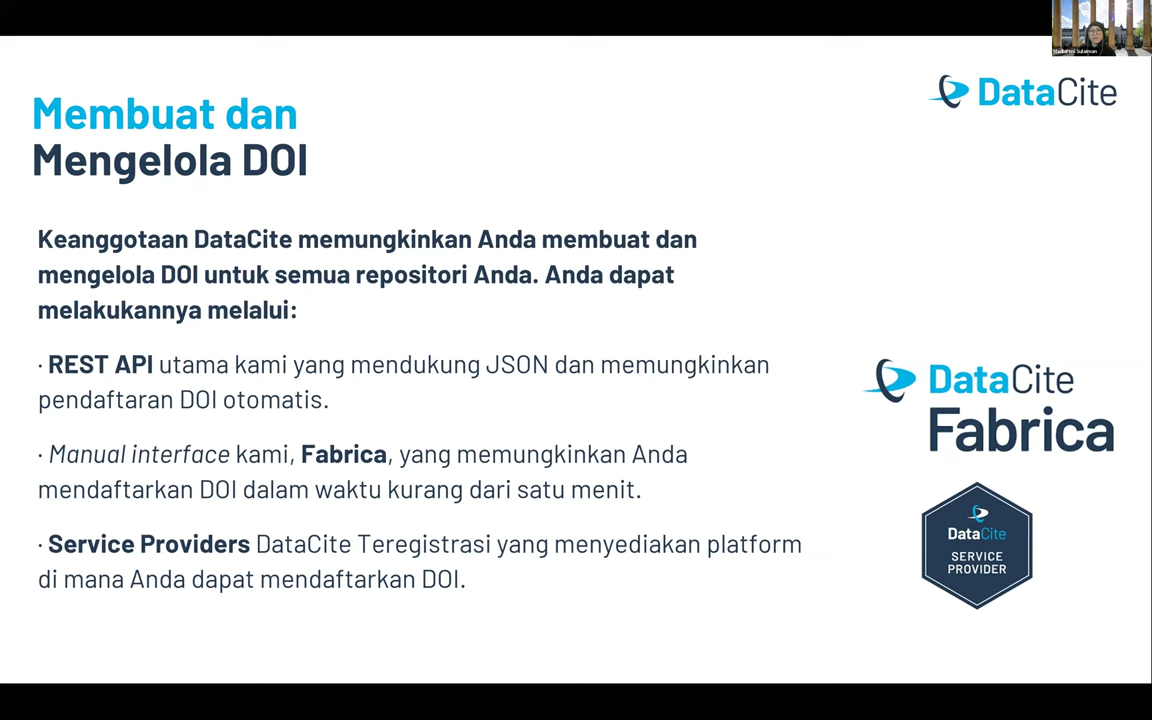 Sulaiman
DataCite
Membuat dan
Mengelola DOI
Keanggotaan DataCite memungkinkan Anda membuat dan
mengelola DOI untuk semua repositori Anda. Anda dapat
melakukannya melalui:
· REST API utama kami yang mendukung JSON dan memungkinkan
pendaftaran DOI otomatis.
· Manual interface kami, Fabrica, yang memungkinkan Anda
mendaftarkan DOI dalam waktu kurang dari satu menit.
· Service Providers DataCite Teregistrasi yang menyediakan platform
di mana Anda dapat mendaftarkan DOI.
DataCite
Fabrica
DataCite
SERVICE
PROVIDER